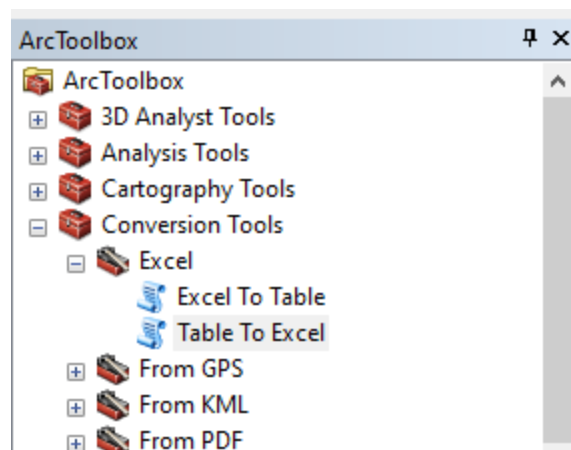 ArcToolbox
ArcToolbox
3D Analyst Tools
Analysis Tools
Cartography Tools
Conversion Tools
Excel
Excel To Table
Table To Excel
From GPS
From KML
From PDF